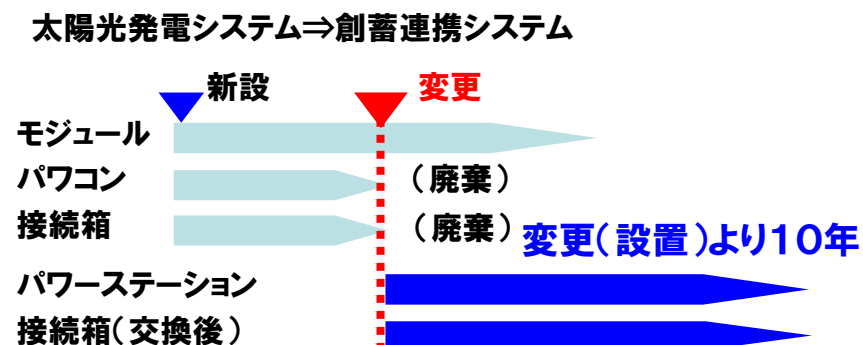 太陽光発電システム⇒創蓄連携システム
新設 変更
モジュール
パワコン (廃棄)
接続箱 (廃棄)
変更(設置)より10年
パワーステーション
接続箱(交換後)